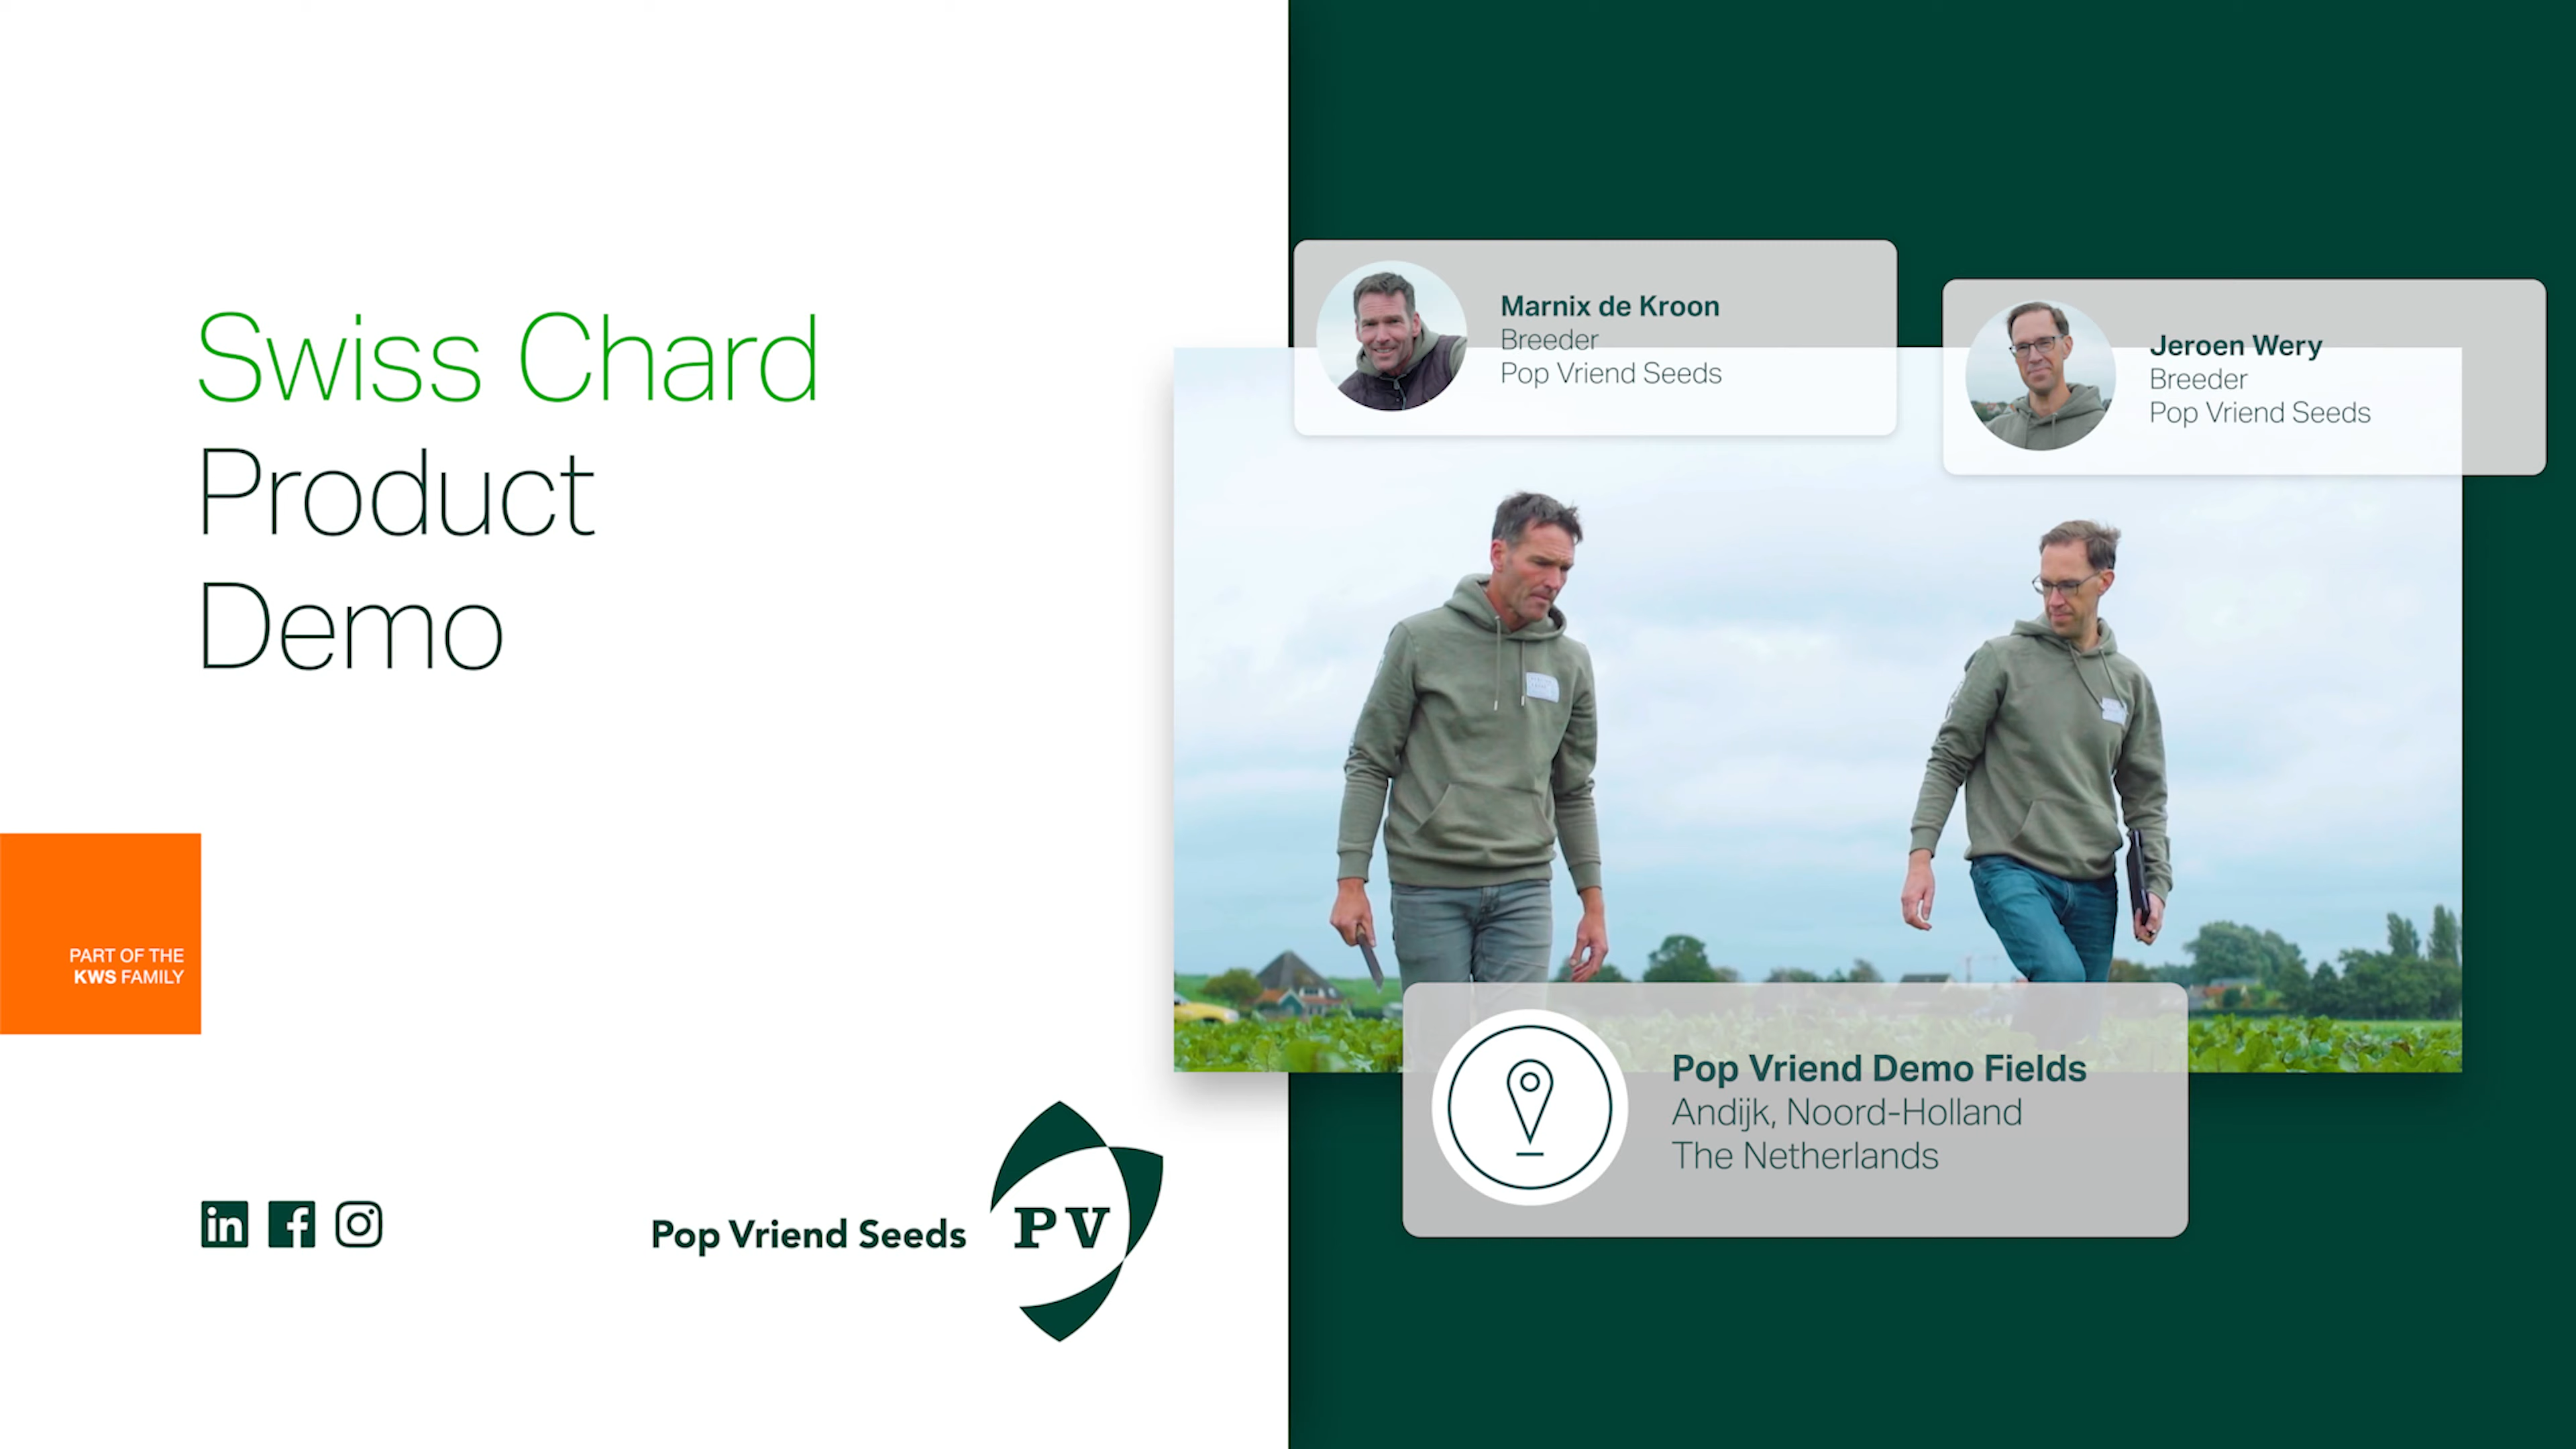 Swiss Chard
Product
Demo
PART OF THE
KWS FAMILY
in f
Pop Vriend Seeds
PV
Marnix de Kroon
Breeder
Pop Vriend Seeds
Jeroen Wery
Breeder
Pop Vriend Seeds
Pop Vriend Demo Fields
Andijk, Noord-Holland
The Netherlands